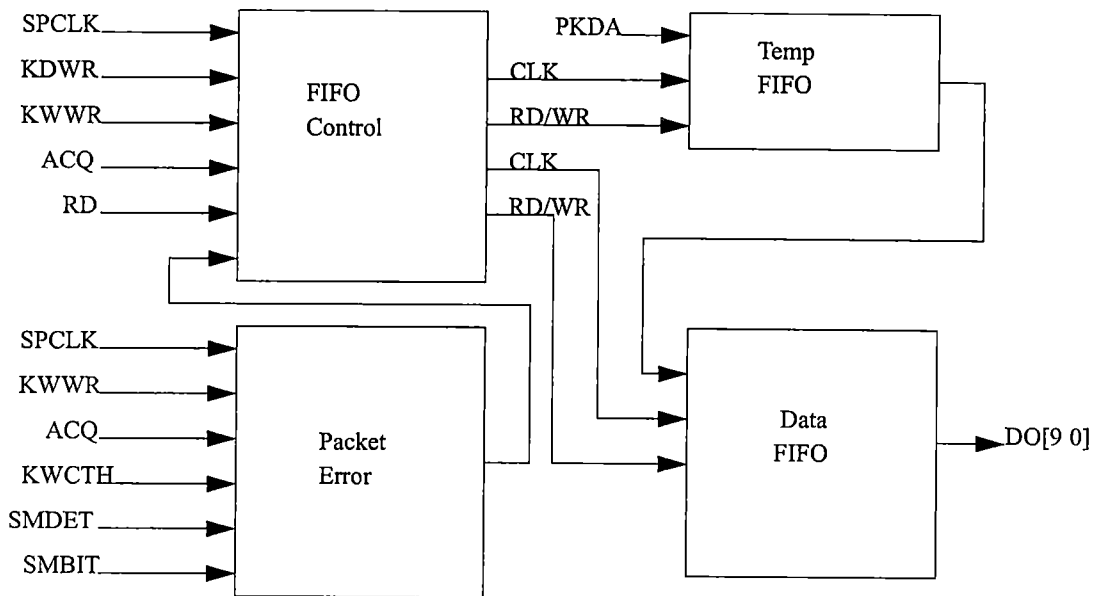 SPCLK
KDWR
KWWR
ACQ
RD
FIFO
Control
CLK
RD/WR
CLK
RD/WR
PKDA
Temp
FIFO
SPCLK
KWWR
ACQ
KWCTH
SMDET
SMBIT
Packet
Error
Data
FIFO
DO[9 0]